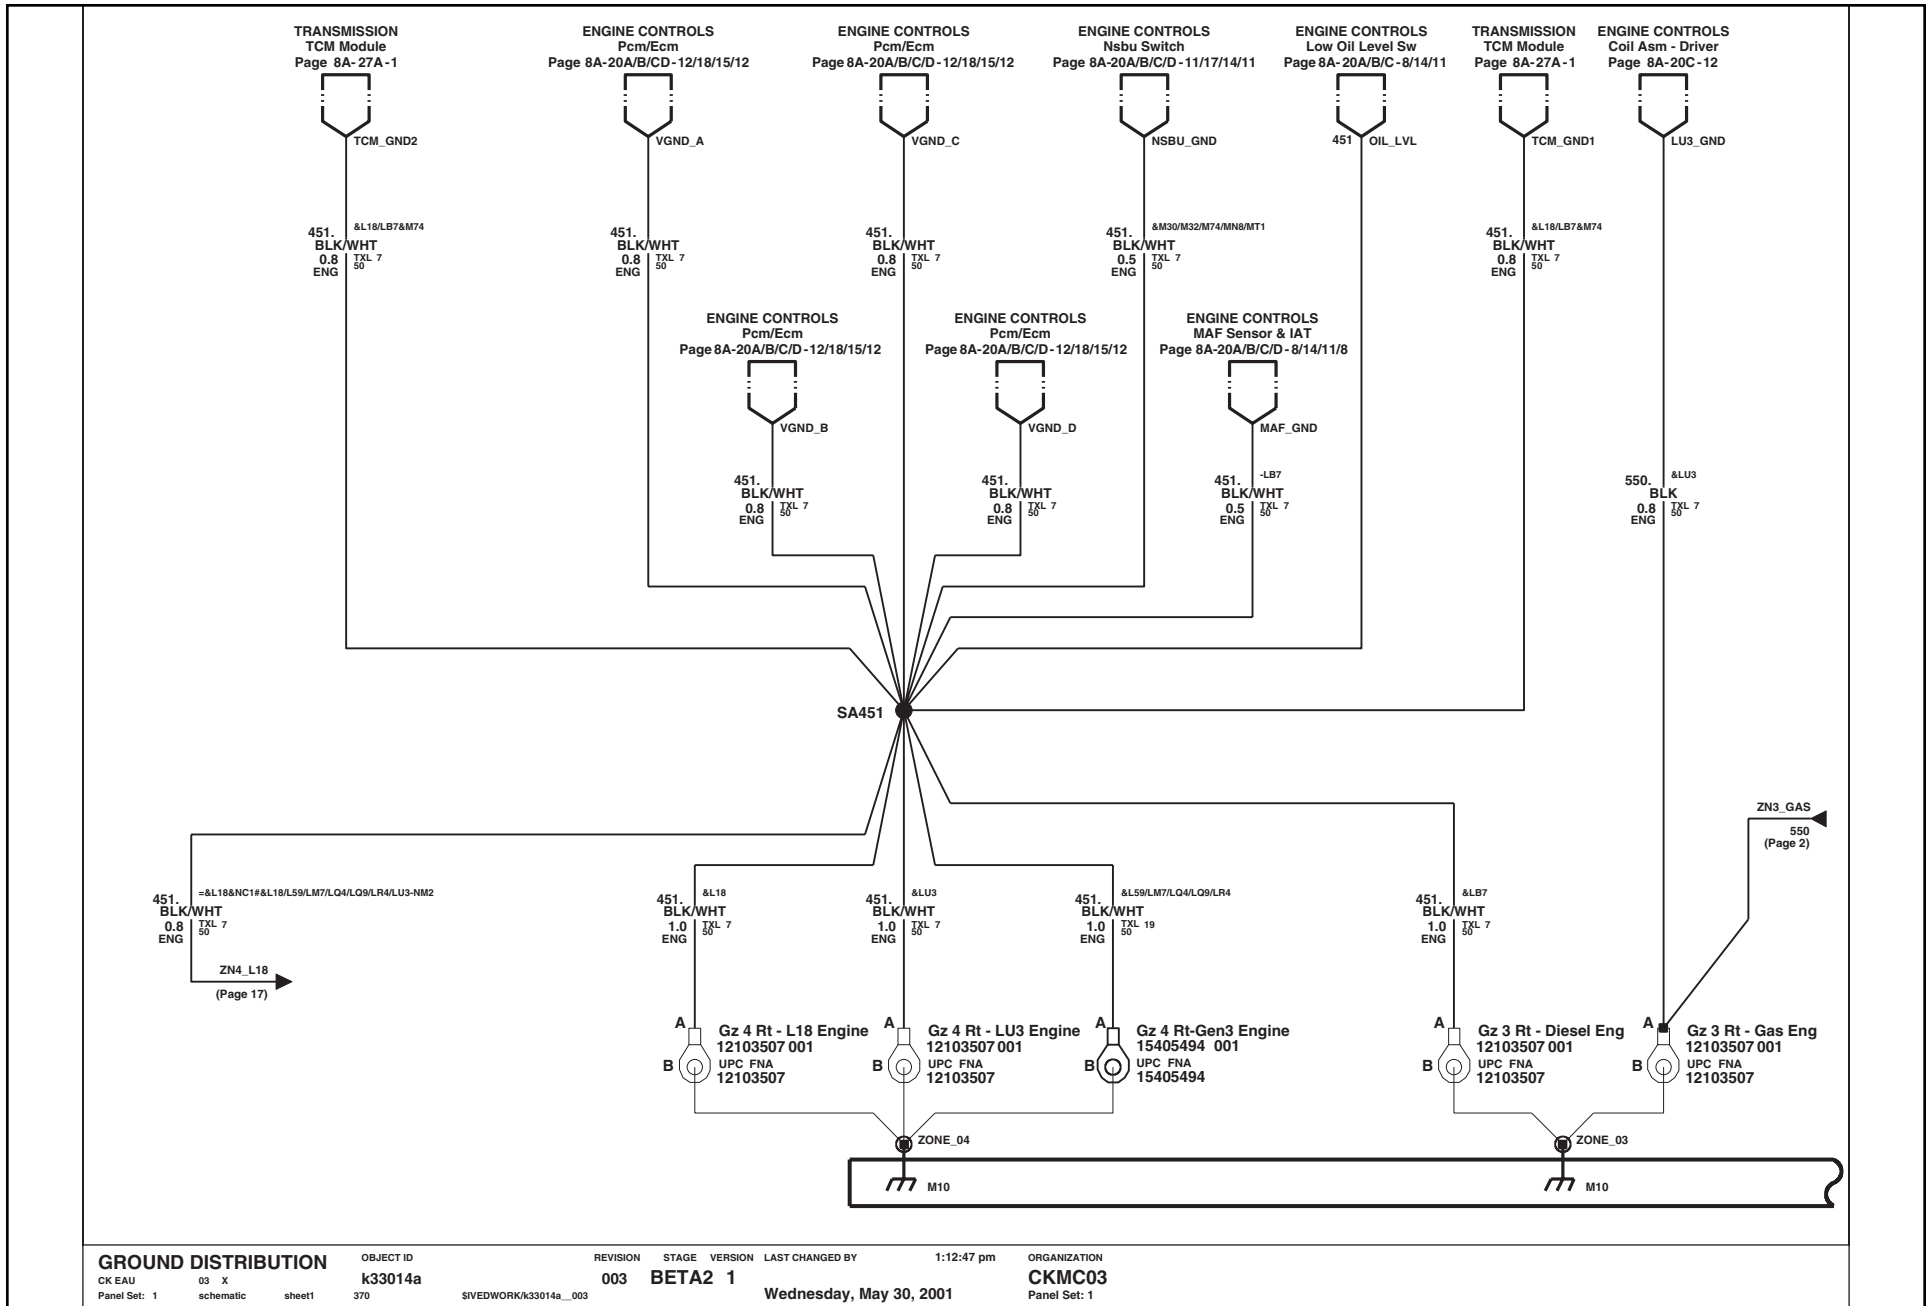 TRANSMISSION
TCM Module
Page 8A-27A-1
ENGINE CONTROLS
Pcm/Ecm
Page 8A-20A/B/CD-12/18/15/12
ENGINE CONTROLS
Pcm/Ecm
Page 8A-20A/B/C/D-12/18/15/12
ENGINE CONTROLS
Nsbu Switch
Page 8A-20A/B/C/D-11/17/14/11
ENGINE CONTROLS
Low Oil Level Sw
Page 8A-20A/B/C-8/14/11
TRANSMISSION
TCM Module
Page 8A-27A-1
ENGINE CONTROLS
Coil Asm - Driver
Page 8A-20C-12
TCM_GND2
VGND_A
VGND_C
NSBU_GND
451 OIL_LVL
TCM_GND1
LU3_GND
451. &L18/LB7&M74
BLK/WHT
0.8 TXL 7
ENG 50
451.
BLK/WHT
0.8 TXL 7
ENG 50
451.
BLK/WHT
0.8 TXL 7
ENG 50
451. &M30/M32/M74/MN8/MT1
BLK/WHT
0.5 TXL 7
ENG 50
451. &L18/LB7&M74
BLK/WHT
0.8 TXL 7
ENG 50
ENGINE CONTROLS
Pcm/Ecm
Page 8A-20A/B/C/D-12/18/15/12
ENGINE CONTROLS
Pcm/Ecm
Page 8A-20A/B/C/D-12/18/15/12
ENGINE CONTROLS
MAF Sensor & IAT
Page 8A-20A/B/C/D-8/14/11/8
VGND_B
VGND_D
MAF_GND
451.
BLK/WHT
0.8 TXL 7
ENG 50
451.
BLK/WHT
0.8 TXL 7
ENG 50
451. -LB7
BLK/WHT
0.5 TXL 7
ENG 50
550. &LU3
BLK
0.8 TXL 7
ENG 50
SA451
ZN3_GAS
550
(Page 2)
451. =&L18&NC1#&L18/L59/LM7/LQ4/LQ9/LR4/LU3-NM2
BLK/WHT
0.8 TXL 7
ENG 50
ZN4_L18
(Page 17)
451. &L18
BLK/WHT
1.0 TXL 7
ENG 50
451. &LU3
BLK/WHT
1.0 TXL 7
ENG 50
451. &L59/LM7/LQ4/LQ9/LR4
BLK/WHT
1.0 TXL 19
ENG 50
451. &LB7
BLK/WHT
1.0 TXL 7
ENG 50
A Gz 4 Rt - L18 Engine
12103507 001
B UPC FNA
12103507
A Gz 4 Rt - LU3 Engine
12103507 001
B UPC FNA
12103507
A Gz 4 Rt-Gen3 Engine
15405494 001
B UPC FNA
15405494
A Gz 3 Rt - Diesel Eng
12103507 001
B UPC FNA
12103507
A Gz 3 Rt - Gas Eng
12103507 001
B UPC FNA
12103507
ZONE_04
ZONE_03
M10
M10
GROUND DISTRIBUTION OBJECT ID REVISION STAGE VERSION LAST CHANGED BY 1:12:47 pm ORGANIZATION
CK EAU 03 X k33014a 003 BETA2 1 CKMC03
Panel Set: 1 schematic sheet1 370 $IVEDWORK/k33014a__003 Wednesday, May 30, 2001 Panel Set: 1